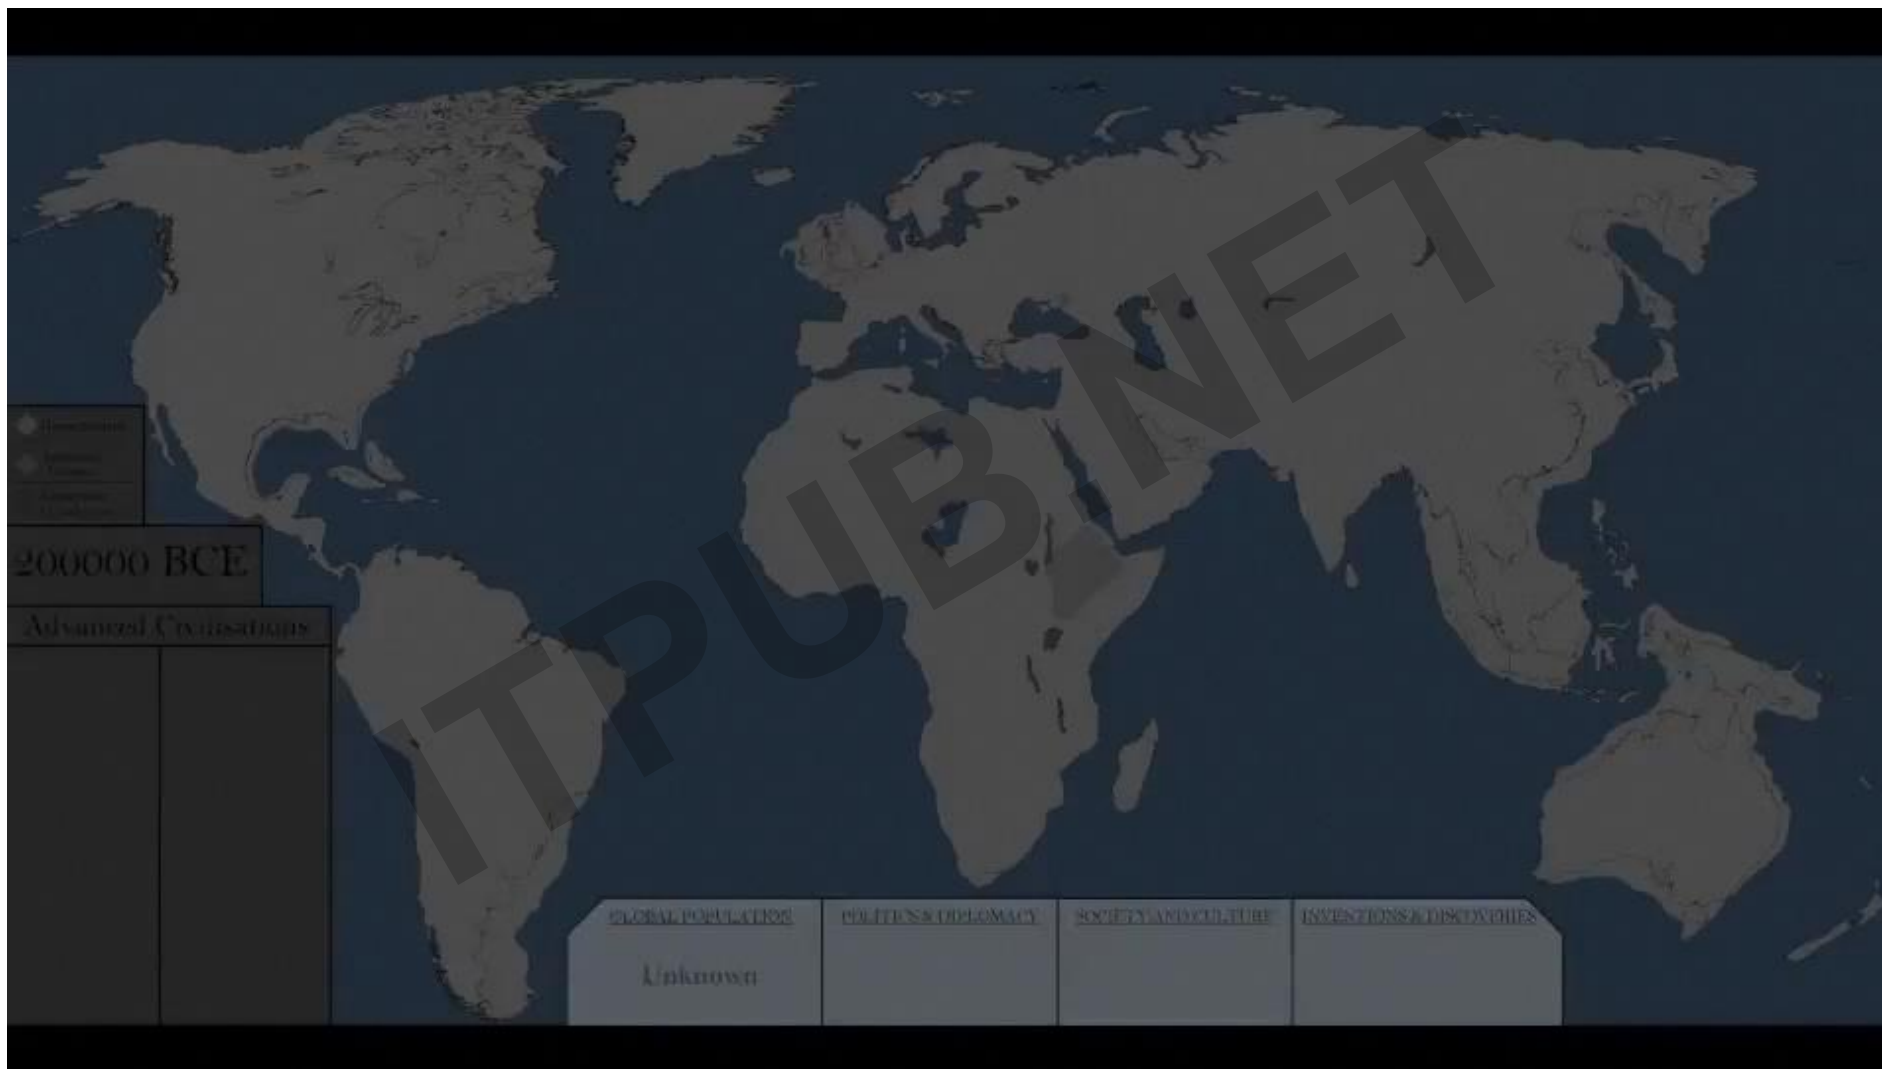 200000 BCE
Advanced Civilisations
GLOBAL POPULATION
Unknown
POLITICS & DIPLOMACY
SOCIETY AND CULTURE
INVENTIONS & DISCOVERIES
ITPUB.NET